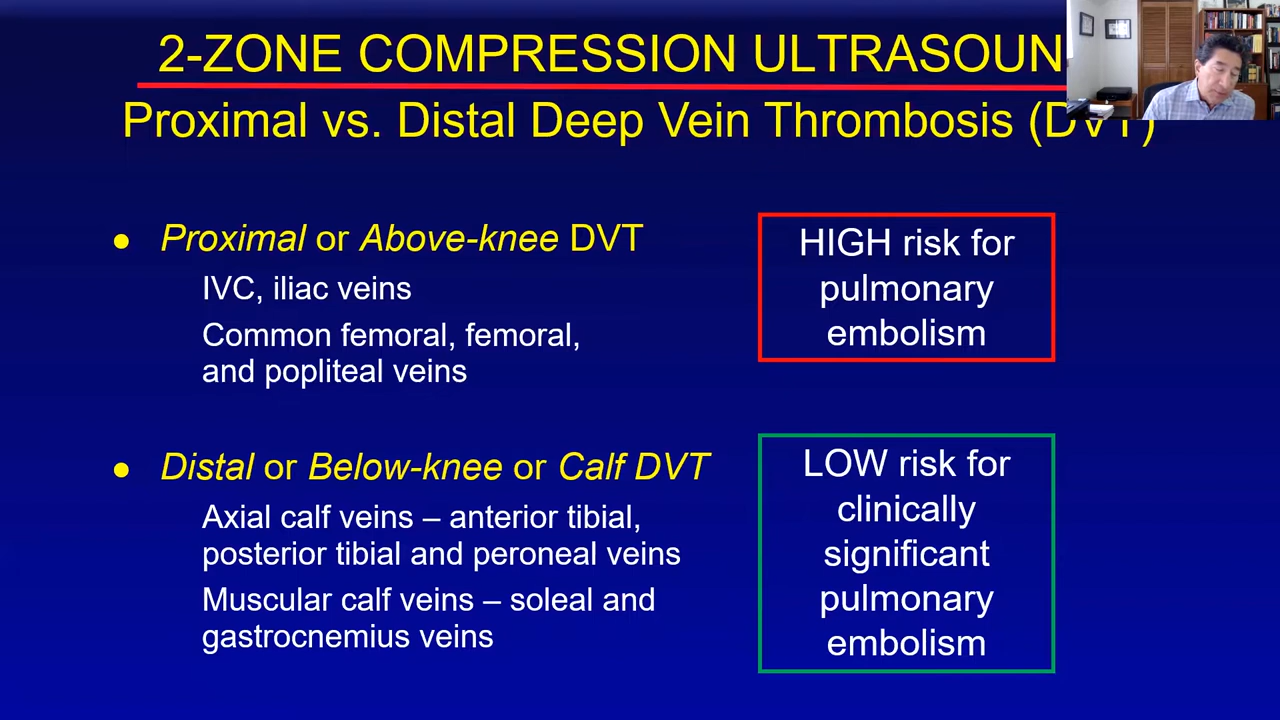 2-ZONE COMPRESSION ULTRASOUN
Proximal vs. Distal Deep Vein Thrombosis (DVT)
Proximal or Above-knee DVT
IVC, iliac veins
Common femoral, femoral,
and popliteal veins
HIGH risk for
pulmonary
embolism
Distal or Below-knee or Calf DVT
Axial calf veins – anterior tibial,
posterior tibial and peroneal veins
Muscular calf veins – soleal and
gastrocnemius veins
LOW risk for
clinically
significant
pulmonary
embolism